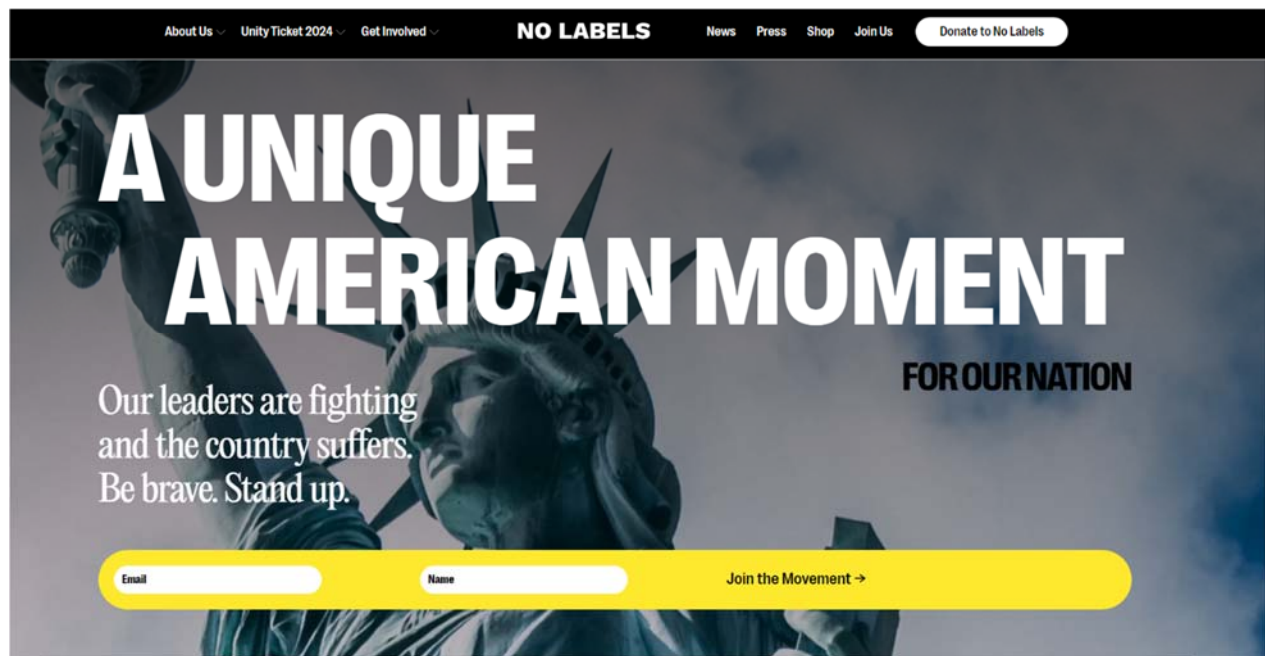 About Us Unity Ticket 2024 Get Involved NO LABELS News Press Shop Join Us Donate to No Labels
A UNIQUE
AMERICAN MOMENT
FOR OUR NATION
Our leaders are fighting
and the country suffers.
Be brave. Stand up.
Email Name Join the Movement →